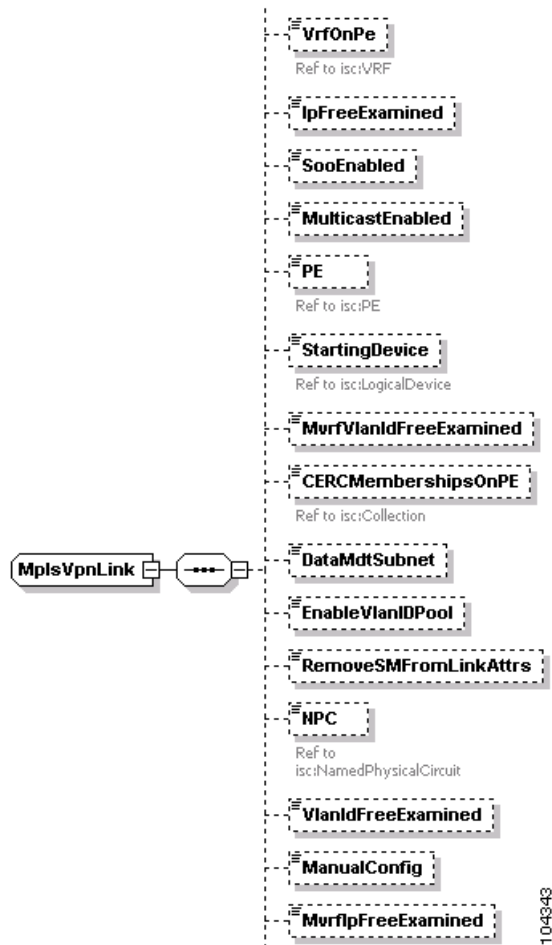 VrfOnPe
Ref to isc:VRF
IpFreeExamined
SooEnabled
MulticastEnabled
PE
Ref to isc:PE
StartingDevice
Ref to isc:LogicalDevice
MvrfVlanIdFreeExamined
CERCMembershipsOnPE
Ref to isc:Collection
MplsVpnLink
DataMdtSubnet
EnableVlanIDPool
RemoveSMFromLinkAttrs
NPC
Ref to
isc:NamedPhysicalCircuit
VlanIdFreeExamined
ManualConfig
MvrfIpFreeExamined
104343